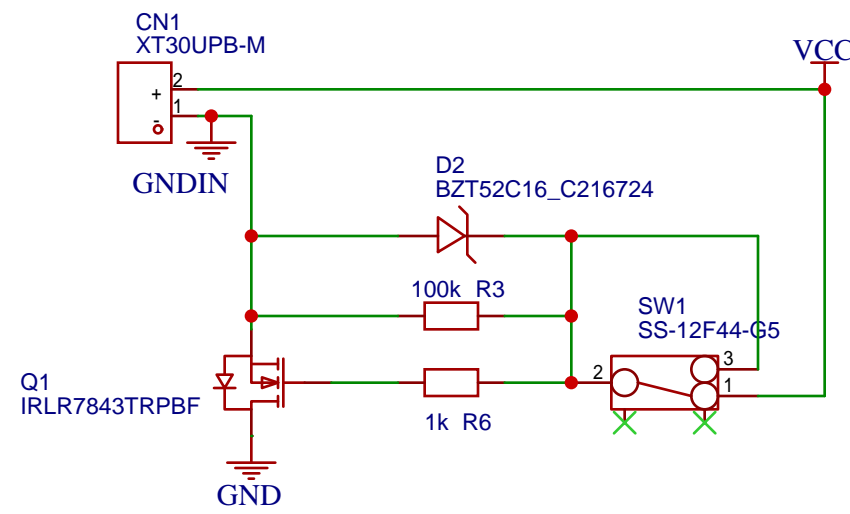 CN1
XT30UPB-M
2
+
1
-
GNDIN
VCC
D2
BZT52C16_C216724
100k R3
SW1
SS-12F44-G5
3
2
1
Q1
IRLR7843TRPBF
1k R6
GND